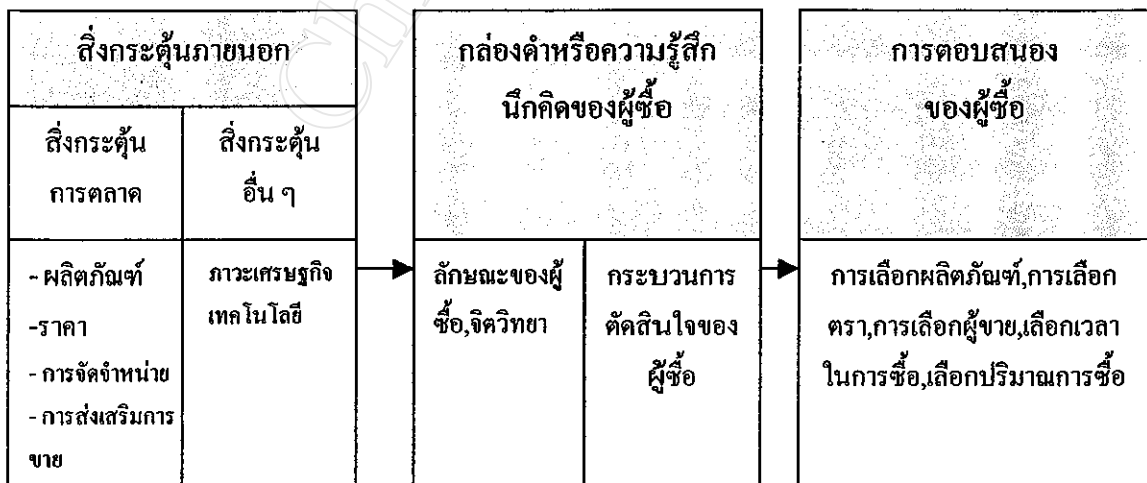 สิ่งกระตุ้นภายนอก
สิ่งกระตุ้น
การตลาด
สิ่งกระตุ้น
อื่น ๆ
- ผลิตภัณฑ์
-ราคา
- การจัดจำหน่าย
- การส่งเสริมการ
ขาย
ภาวะเศรษฐกิจ
เทคโนโลยี
กล่องดำหรือความรู้สึก
นึกคิดของผู้ซื้อ
ลักษณะของผู้
ซื้อ,จิตวิทยา
กระบวนการ
ตัดสินใจของ
ผู้ซื้อ
การตอบสนอง
ของผู้ซื้อ
การเลือกผลิตภัณฑ์,การเลือก
ตรา,การเลือกผู้ขาย,เลือกเวลา
ในการซื้อ,เลือกปริมาณการซื้อ